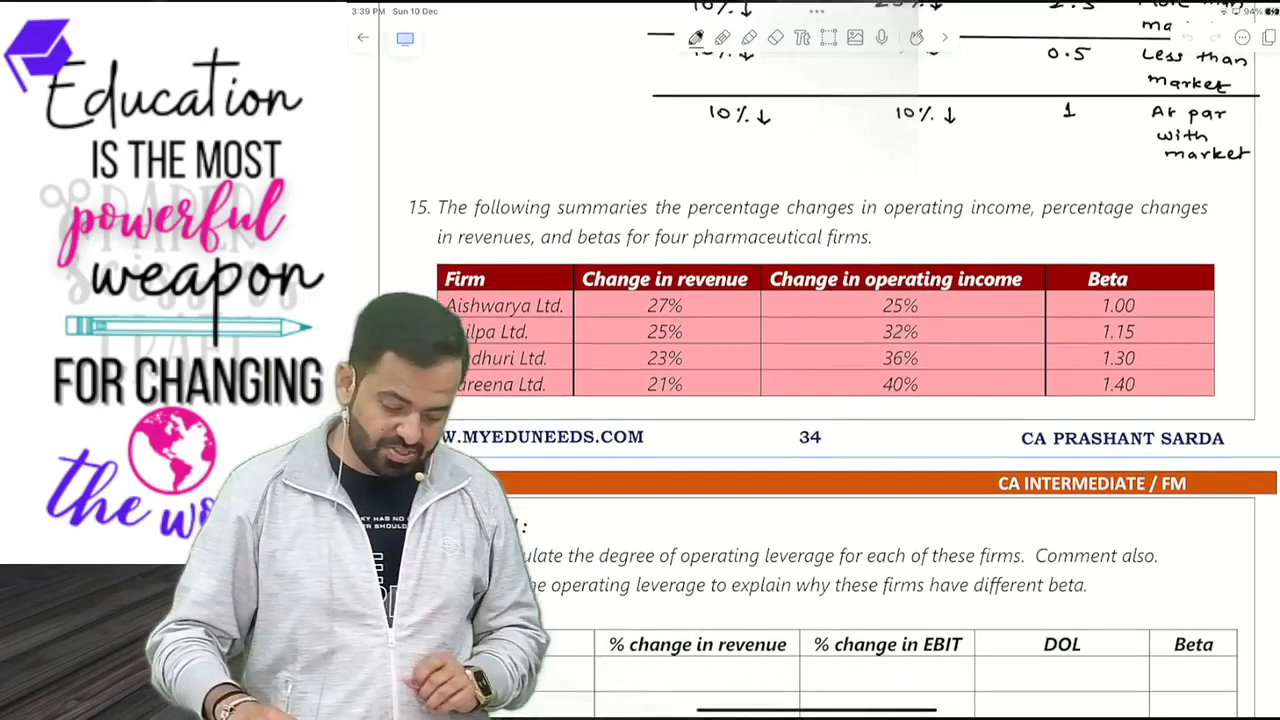 3:39 PM Sun 10 Dec
94%
Education
IS THE MOST
powerful
weapon
FOR CHANGING
the
10% ↓
0.5 Less than
market
10% ↓ 10% ↓ 1 At par
with
market
15. The following summaries the percentage changes in operating income, percentage changes
in revenues, and betas for four pharmaceutical firms.
Firm Change in revenue Change in operating income Beta
Aishwarya Ltd. 27% 25% 1.00
Ltd. 25% 32% 1.15
Ltd. 23% 36% 1.30
Ltd. 21% 40% 1.40
W.MYEDUNEEDS.COM 34 CA PRASHANT SARDA
CA INTERMEDIATE / FM
the degree of operating leverage for each of these firms. Comment also.
operating leverage to explain why these firms have different beta.
% change in revenue % change in EBIT DOL Beta